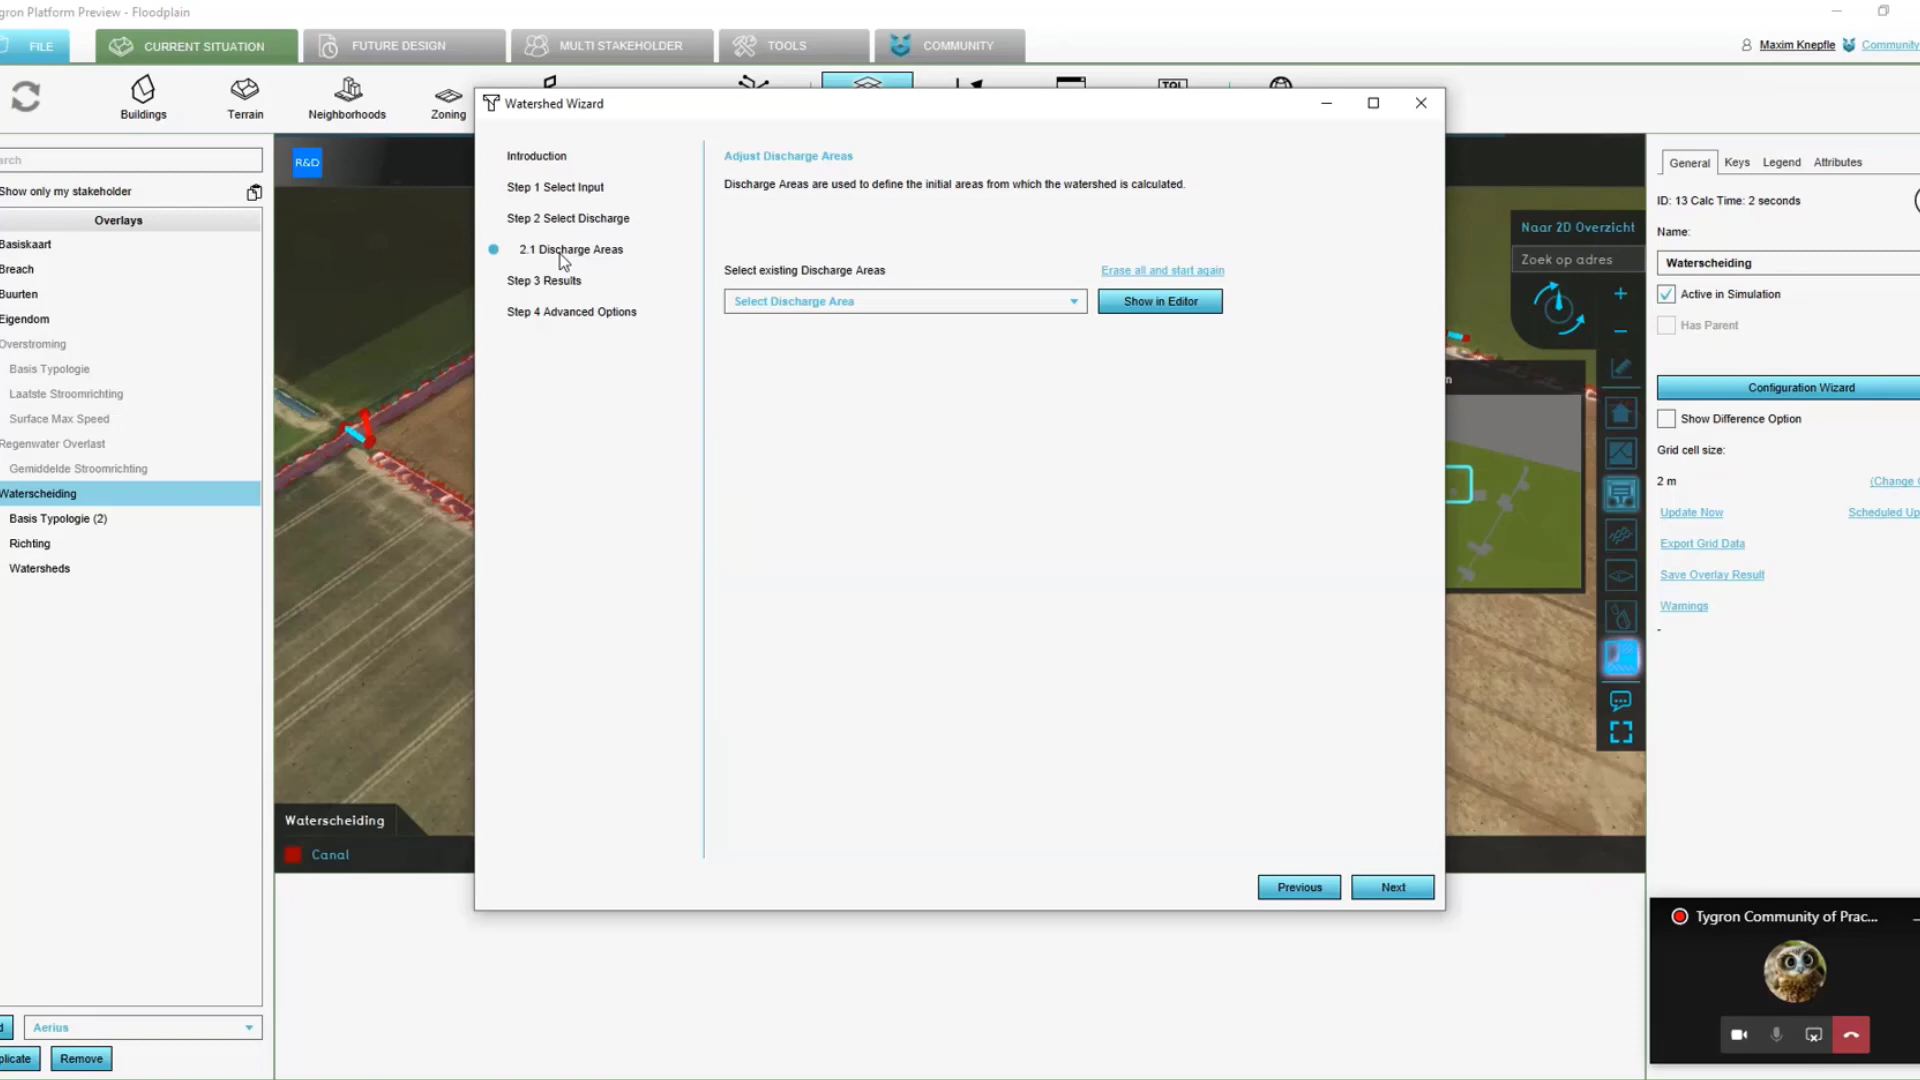 ygron Platform Preview - Floodplain
FILE
CURRENT SITUATION
FUTURE DESIGN
MULTI STAKEHOLDER
TOOLS
COMMUNITY
Maxim Knepfle
Community
Buildings
Terrain
Neighborhoods
Zoning
TQL
Watershed Wizard
Introduction
Step 1 Select Input
Step 2 Select Discharge
2.1 Discharge Areas
Step 3 Results
Step 4 Advanced Options
Adjust Discharge Areas
Discharge Areas are used to define the initial areas from which the watershed is calculated.
Select existing Discharge Areas
Erase all and start again
Select Discharge Area
Show in Editor
Previous
Next
arch
Show only my stakeholder
Overlays
Basiskaart
Breach
Buurten
Eigendom
Overstroming
Basis Typologie
Laatste Stroomrichting
Surface Max Speed
Regenwater Overlast
Gemiddelde Stroomrichting
Waterscheiding
Basis Typologie (2)
Richting
Watersheds
Aerius
plicate
Remove
R&D
Waterscheiding
Canal
Naar 2D Overzicht
Zoek op adres
General
Keys
Legend
Attributes
ID: 13 Calc Time: 2 seconds
Name:
Waterscheiding
Active in Simulation
Has Parent
Configuration Wizard
Show Difference Option
Grid cell size:
2 m
(Change
Update Now
Scheduled Up
Export Grid Data
Save Overlay Result
Warnings
-
Tygron Community of Prac...